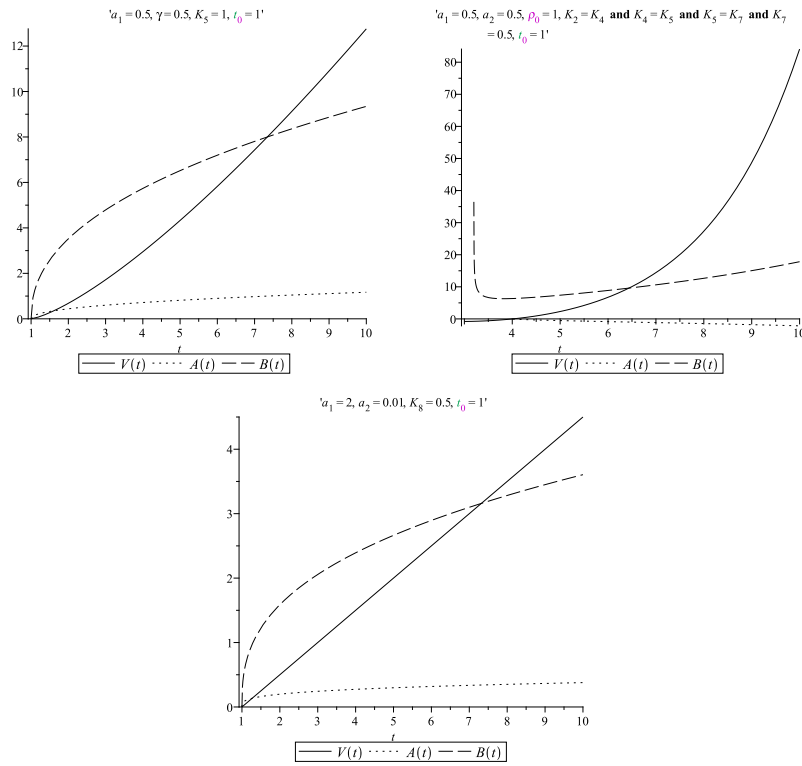 'a₁ = 0.5, γ = 0.5, K₅ = 1, t₀ = 1'
12
10
8
6
4
2
0
1 2 3 4 5 6 7 8 9 10
t
V(t) A(t) B(t)
'a₁ = 0.5, a₂ = 0.5, ρ₀ = 1, K₂ = K₄ and K₄ = K₅ and K₅ = K₇ and K₇
= 0.5, t₀ = 1'
80
70
60
50
40
30
20
10
0
3 4 5 6 7 8 9 10
t
V(t) A(t) B(t)
'a₁ = 2, a₂ = 0.01, K₈ = 0.5, t₀ = 1'
4
3
2
1
0
1 2 3 4 5 6 7 8 9 10
t
V(t) A(t) B(t)